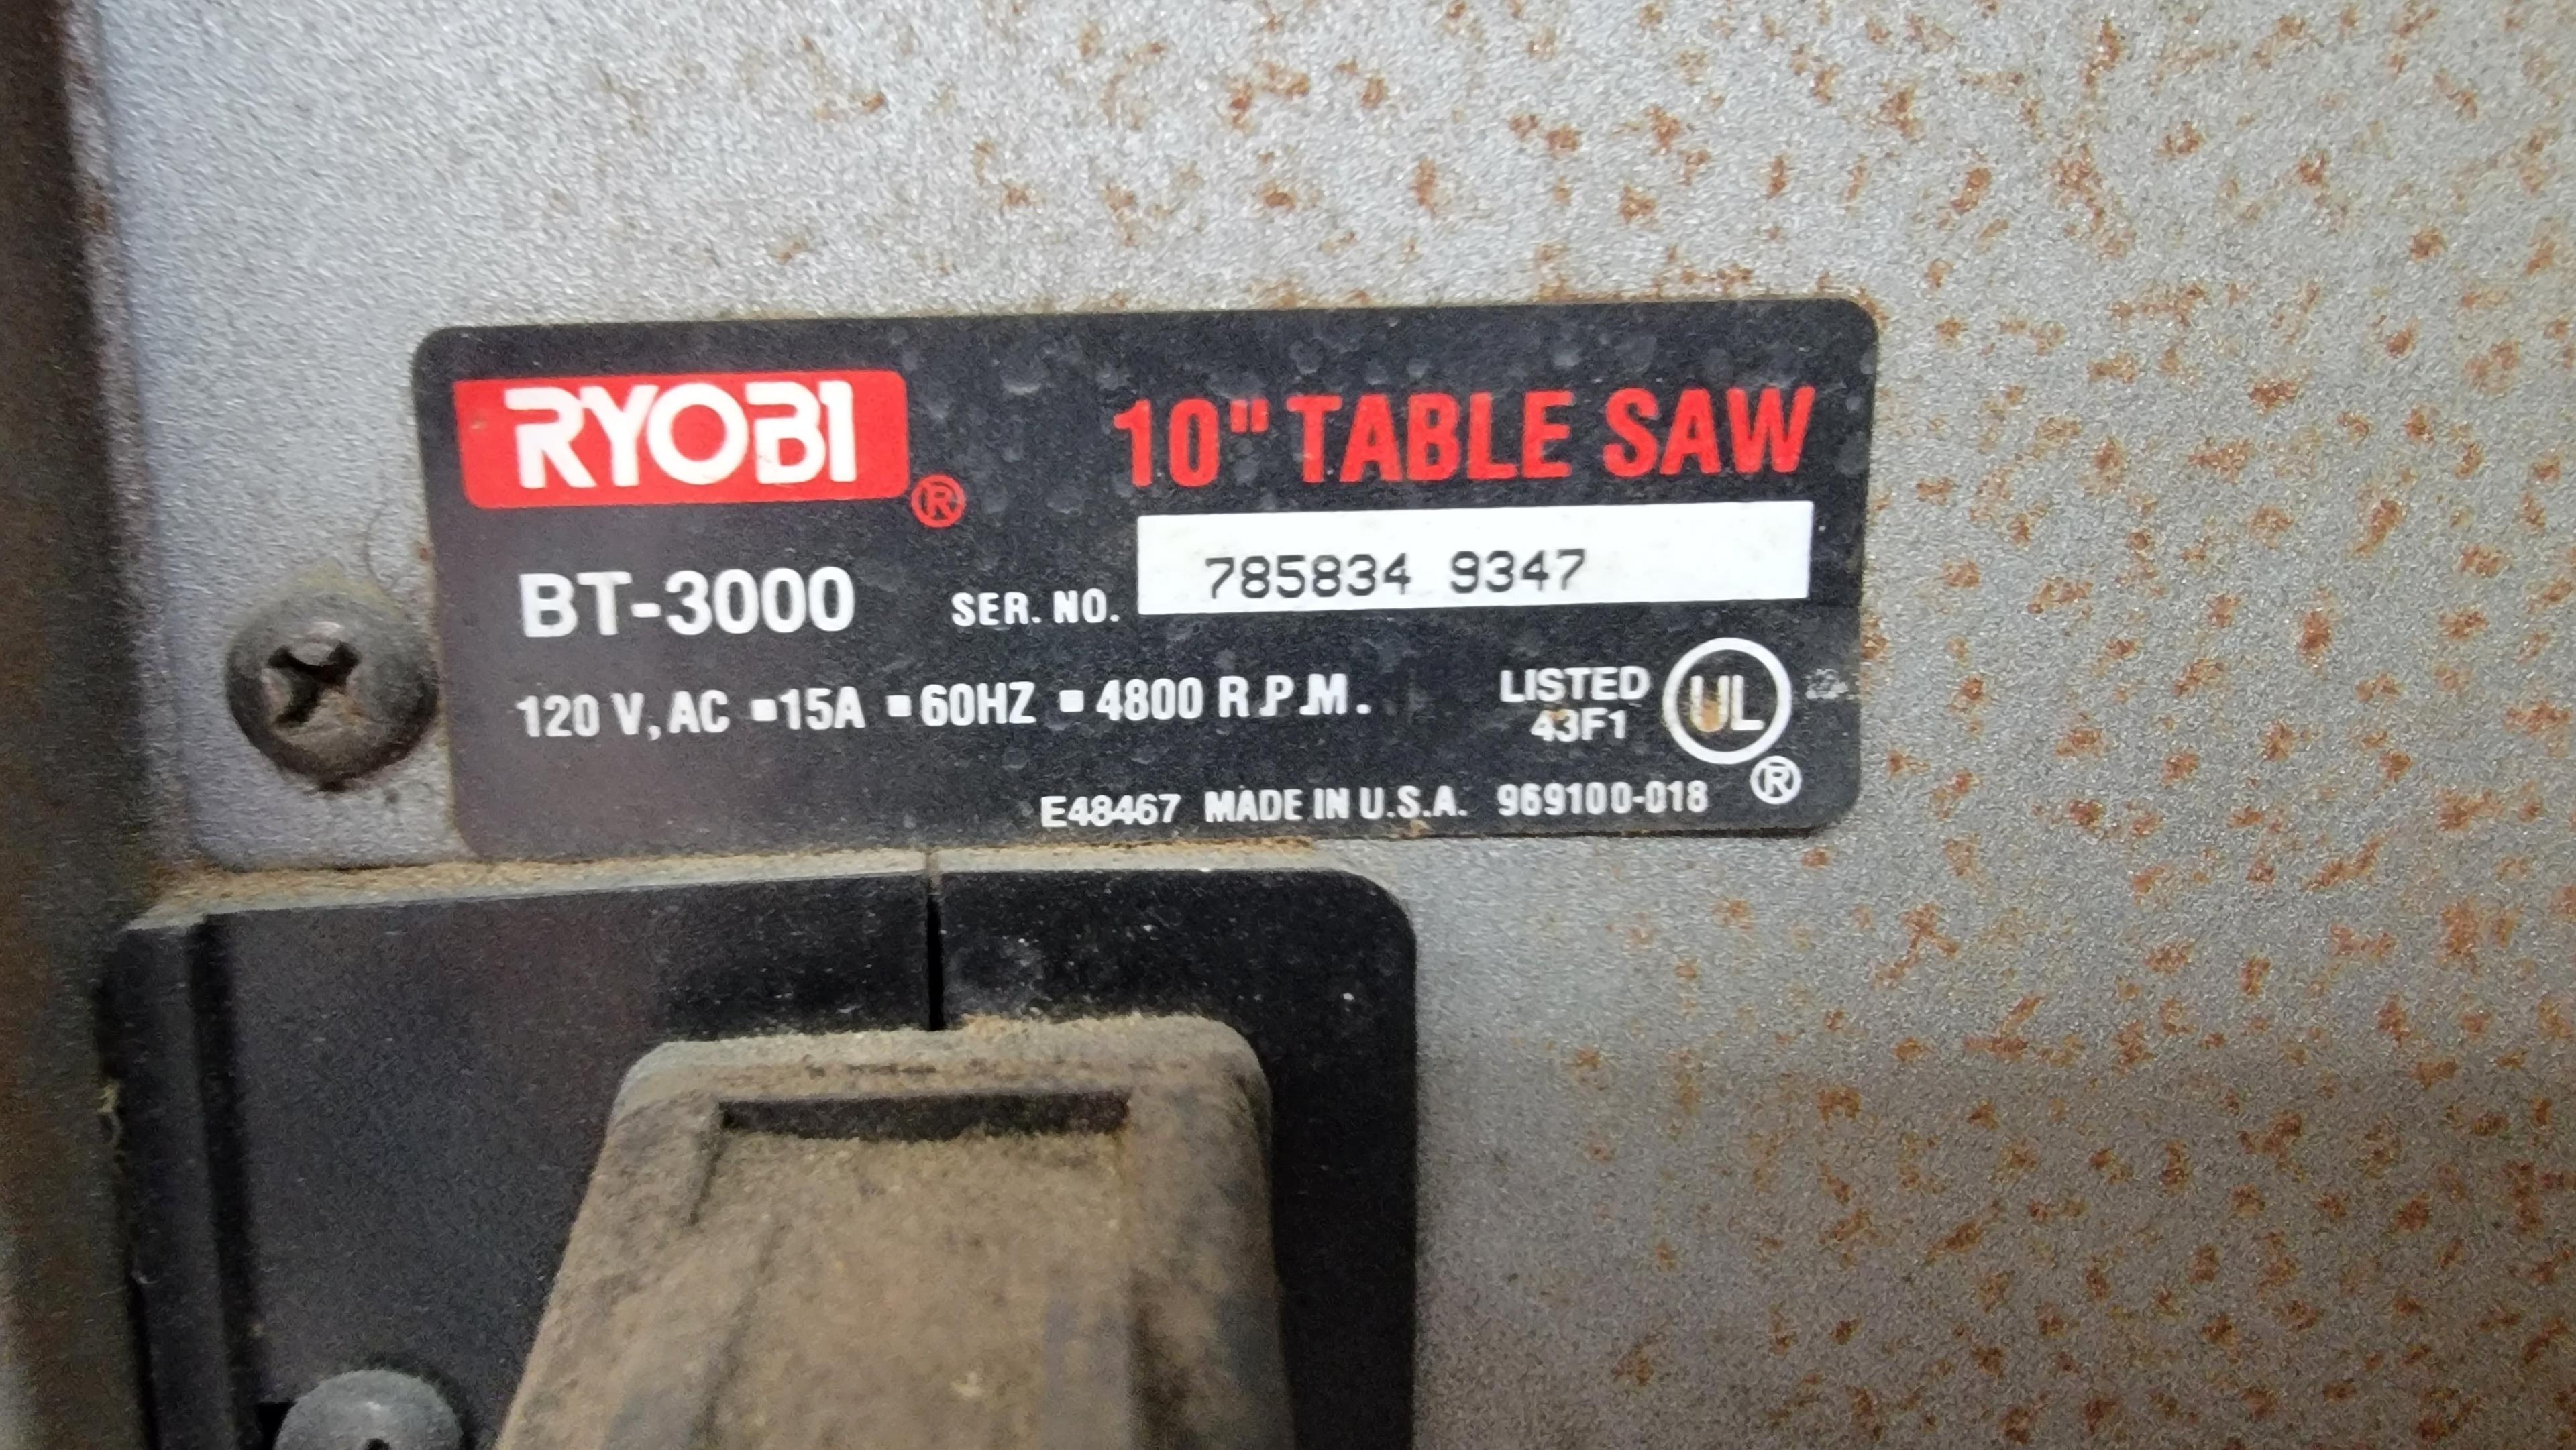 RYOBI ® 10" TABLE SAW
BT-3000 SER. NO. 785834 9347
120 V, AC ▪ 15A ▪ 60HZ ▪ 4800 R.P.M.
LISTED
43F1
UL ®
E48467 MADE IN U.S.A. 969100-018